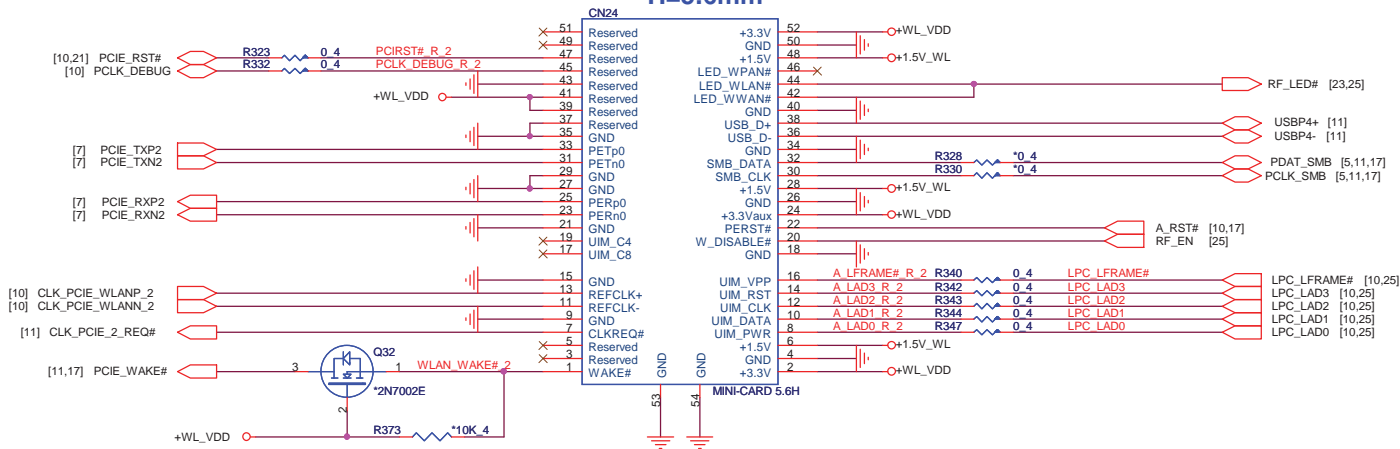 H=5.6mm
CN24
51 Reserved +3.3V 52 +WL_VDD
49 Reserved GND 50
[10,21] PCIE_RST# R323 0_4 PCIRST#_R_2 47 Reserved +1.5V 48 +1.5V_WL
[10] PCLK_DEBUG R332 0_4 PCLK_DEBUG_R_2 45 Reserved LED_WPAN# 46
43 Reserved LED_WLAN# 44 RF_LED# [23,25]
+WL_VDD 41 Reserved LED_WWAN# 42
39 Reserved GND 40
37 Reserved USB_D+ 38 USBP4+ [11]
35 GND USB_D- 36 USBP4- [11]
[7] PCIE_TXP2 33 PETp0 GND 34
[7] PCIE_TXN2 31 PETn0 SMB_DATA 32 R328 *0_4 PDAT_SMB [5,11,17]
29 GND SMB_CLK 30 R330 *0_4 PCLK_SMB [5,11,17]
27 GND +1.5V 28 +1.5V_WL
[7] PCIE_RXP2 25 PERp0 GND 26
[7] PCIE_RXN2 23 PERn0 +3.3Vaux 24 +WL_VDD
21 GND PERST# 22 A_RST# [10,17]
19 UIM_C4 W_DISABLE# 20 RF_EN [25]
17 UIM_C8 GND 18
15 GND UIM_VPP 16 A_LFRAME#_R_2 R340 0_4 LPC_LFRAME# LPC_LFRAME# [10,25]
[10] CLK_PCIE_WLANP_2 13 REFCLK+ UIM_RST 14 A_LAD3_R_2 R342 0_4 LPC_LAD3 LPC_LAD3 [10,25]
[10] CLK_PCIE_WLANN_2 11 REFCLK- UIM_CLK 12 A_LAD2_R_2 R343 0_4 LPC_LAD2 LPC_LAD2 [10,25]
9 GND UIM_DATA 10 A_LAD1_R_2 R344 0_4 LPC_LAD1 LPC_LAD1 [10,25]
[11] CLK_PCIE_2_REQ# 7 CLKREQ# UIM_PWR 8 A_LAD0_R_2 R347 0_4 LPC_LAD0 LPC_LAD0 [10,25]
5 Reserved +1.5V 6 +1.5V_WL
3 Reserved GND 4
[11,17] PCIE_WAKE# 3 Q32 1 WLAN_WAKE#_2 1 WAKE# +3.3V 2 +WL_VDD
*2N7002E
2
GND GND
MINI-CARD 5.6H
53 54
+WL_VDD R373 *10K_4